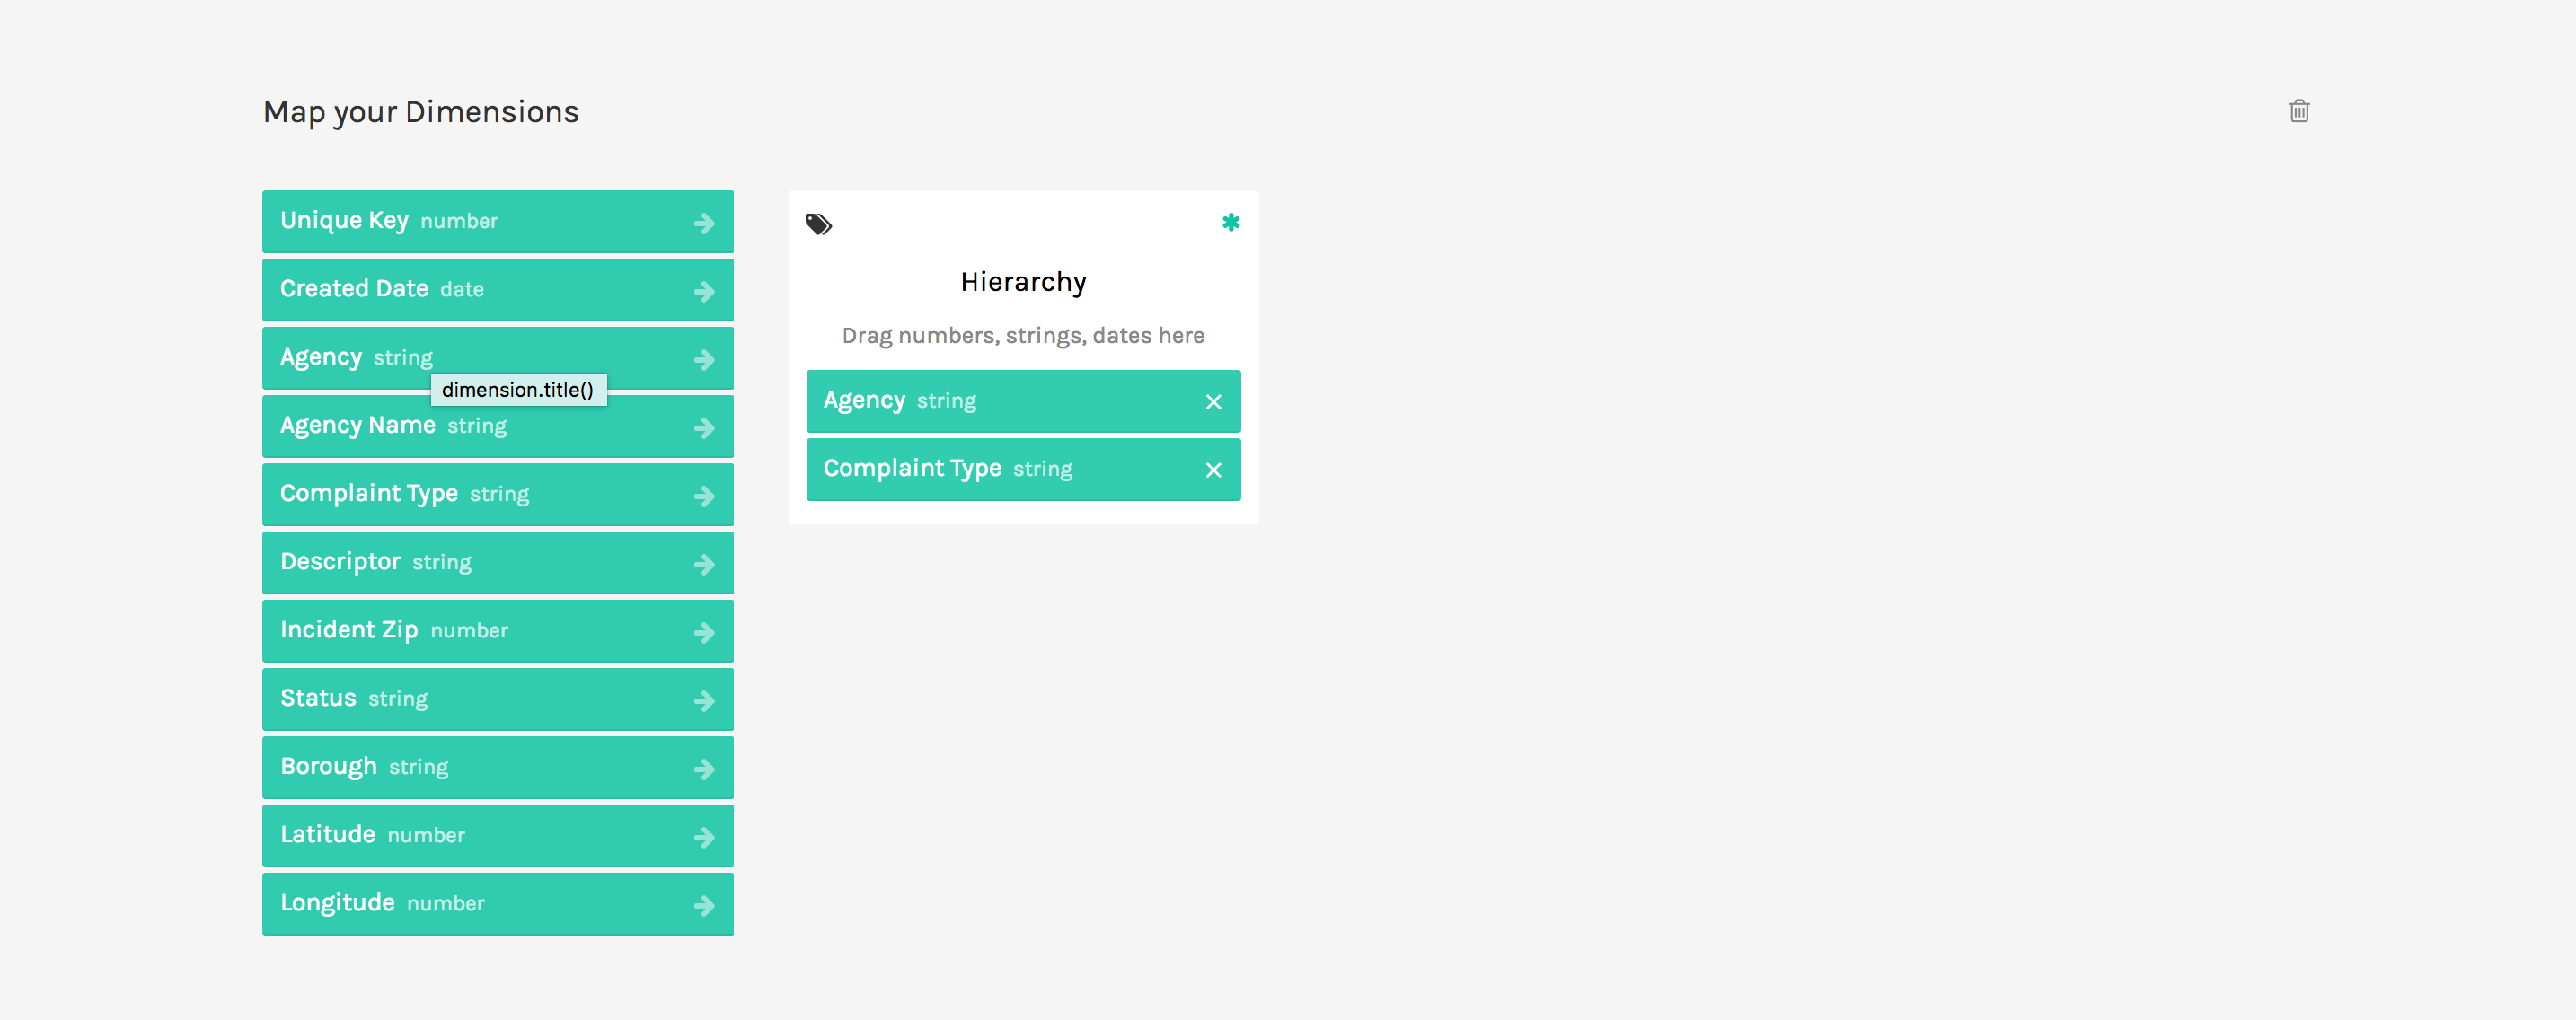 Map your Dimensions
Unique Key number
Created Date date
Agency string
dimension.title()
Agency Name string
Complaint Type string
Descriptor string
Incident Zip number
Status string
Borough string
Latitude number
Longitude number
Hierarchy
Drag numbers, strings, dates here
Agency string
Complaint Type string